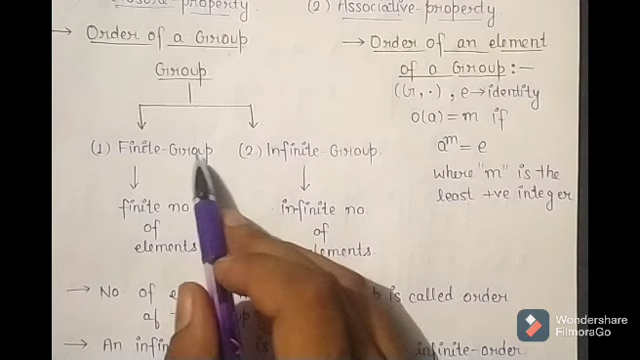 Closure-property
(2) Associative-property.
→ Order of a Group
Group
(1) Finite-Group
(2) Infinite-Group.
finite no
of
elements
infinite no.
of
elements.
→ No of
is called order
of
→ An infin
is
infinite-order.
→ Order of an element
of a Group:-
(G, ·) , e→identity
O(a) = m if
a^m = e
where "m" is the
least +ve integer
Wondershare
FilmoraGo